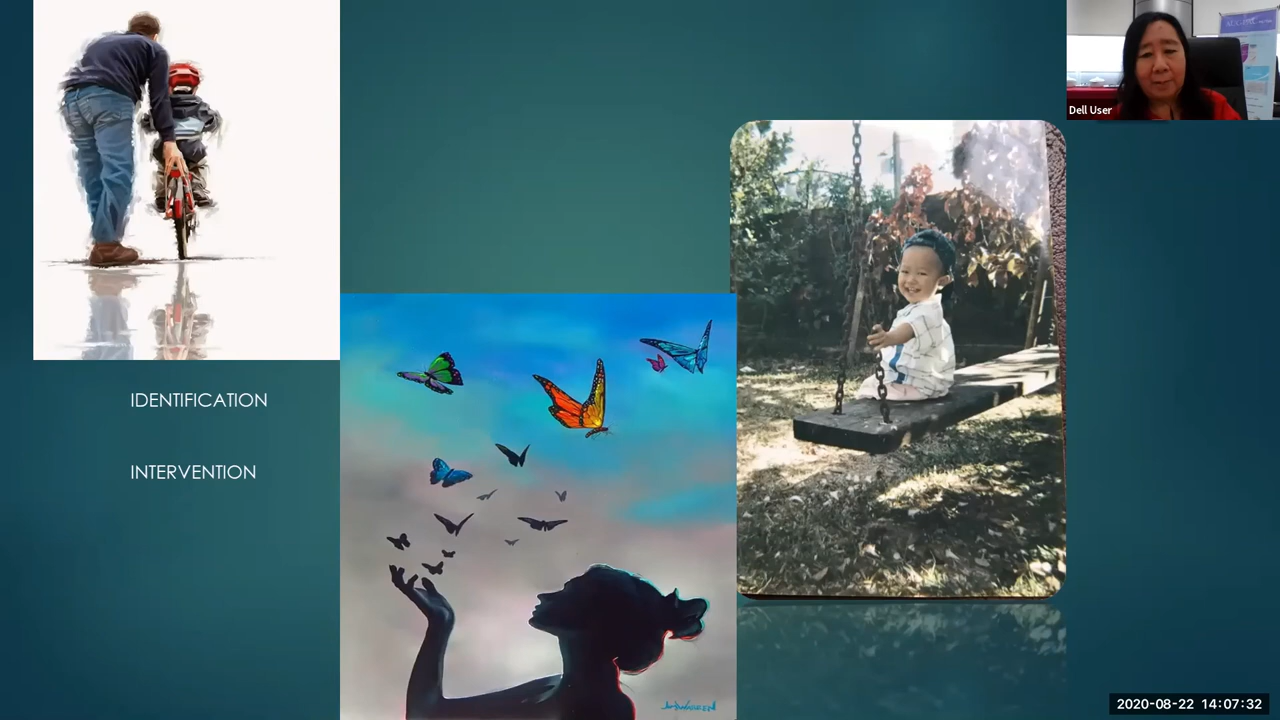 Dell User
IDENTIFICATION
INTERVENTION
2020-08-22 14:07:32